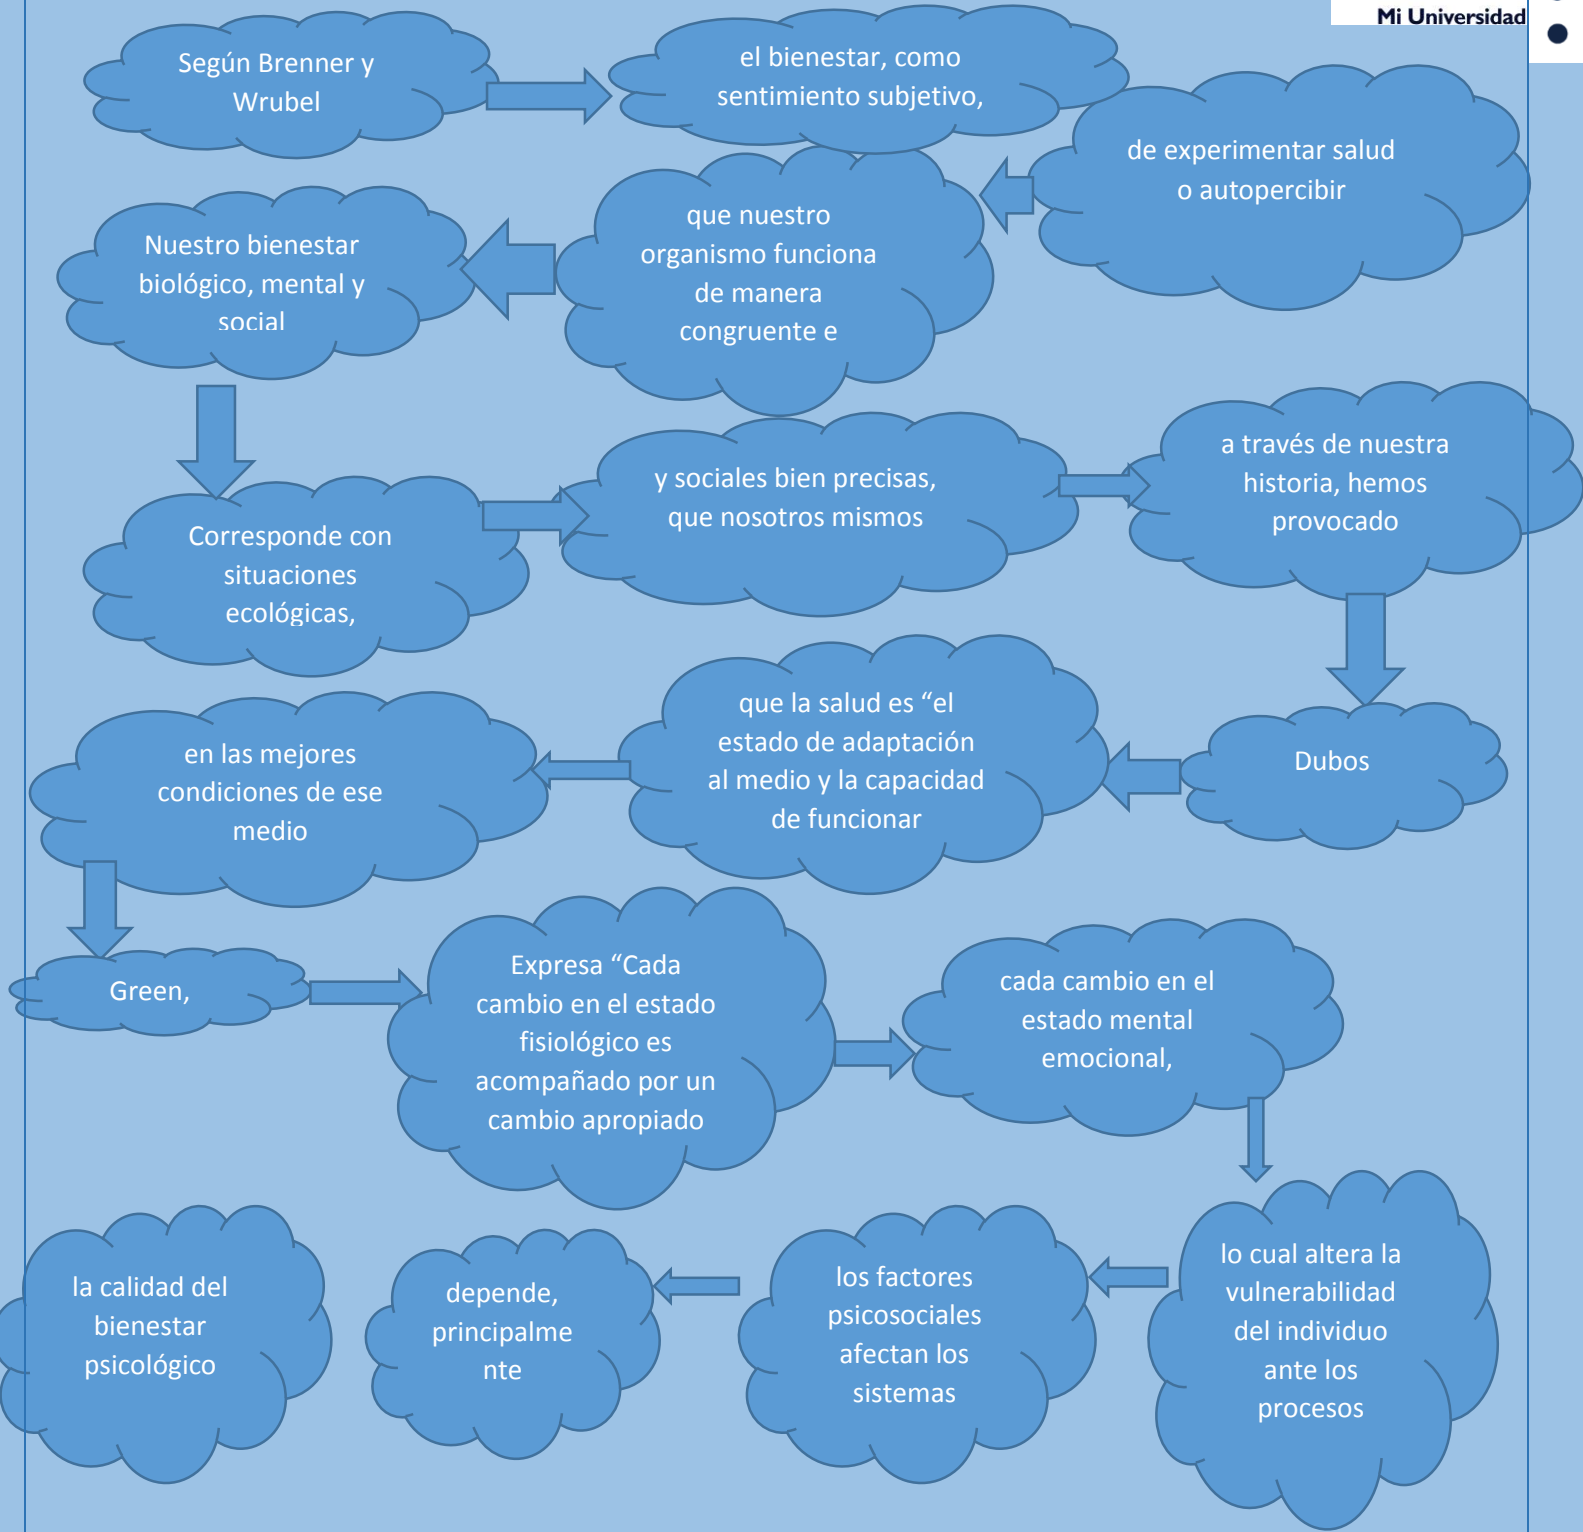 Mi Universidad
Según Brenner y
Wrubel
el bienestar, como
sentimiento subjetivo,
de experimentar salud
o autopercibir
que nuestro
organismo funciona
de manera
congruente e
Nuestro bienestar
biológico, mental y
social
Corresponde con
situaciones
ecológicas,
y sociales bien precisas,
que nosotros mismos
a través de nuestra
historia, hemos
provocado
Dubos
que la salud es “el
estado de adaptación
al medio y la capacidad
de funcionar
en las mejores
condiciones de ese
medio
Green,
Expresa “Cada
cambio en el estado
fisiológico es
acompañado por un
cambio apropiado
cada cambio en el
estado mental
emocional,
lo cual altera la
vulnerabilidad
del individuo
ante los
procesos
los factores
psicosociales
afectan los
sistemas
depende,
principalme
nte
la calidad del
bienestar
psicológico